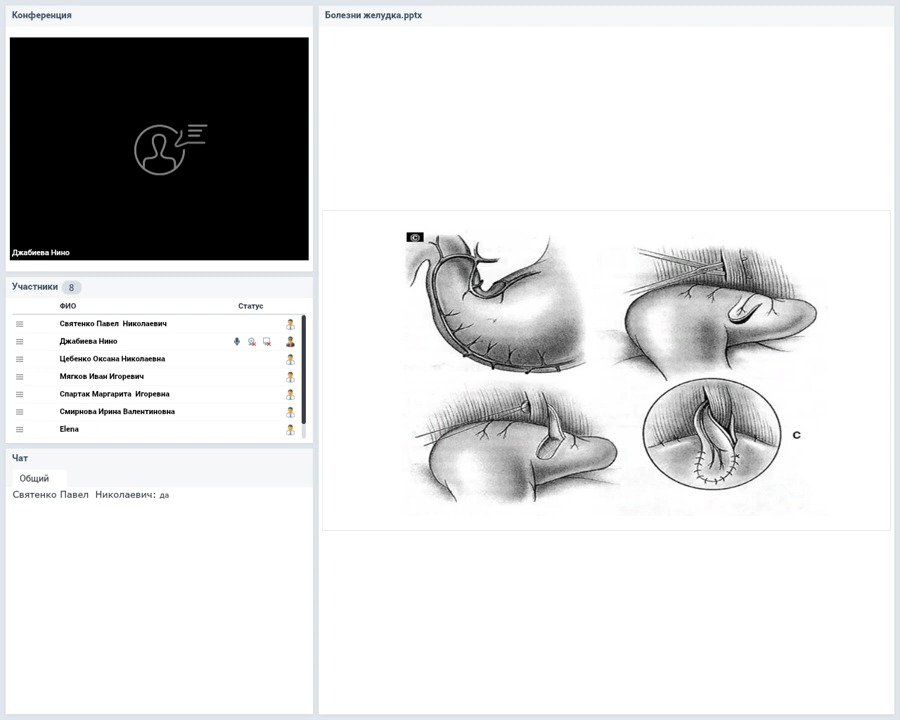 Конференция
Джабиева Нино
Участники 8
ФИО Статус
Святенко Павел Николаевич
Джабиева Нино
Цебенко Оксана Николаевна
Мягков Иван Игоревич
Спартак Маргарита Игоревна
Смирнова Ирина Валентиновна
Elena
Чат
Общий
Святенко Павел Николаевич: да
Болезни желудка.pptx
©
C